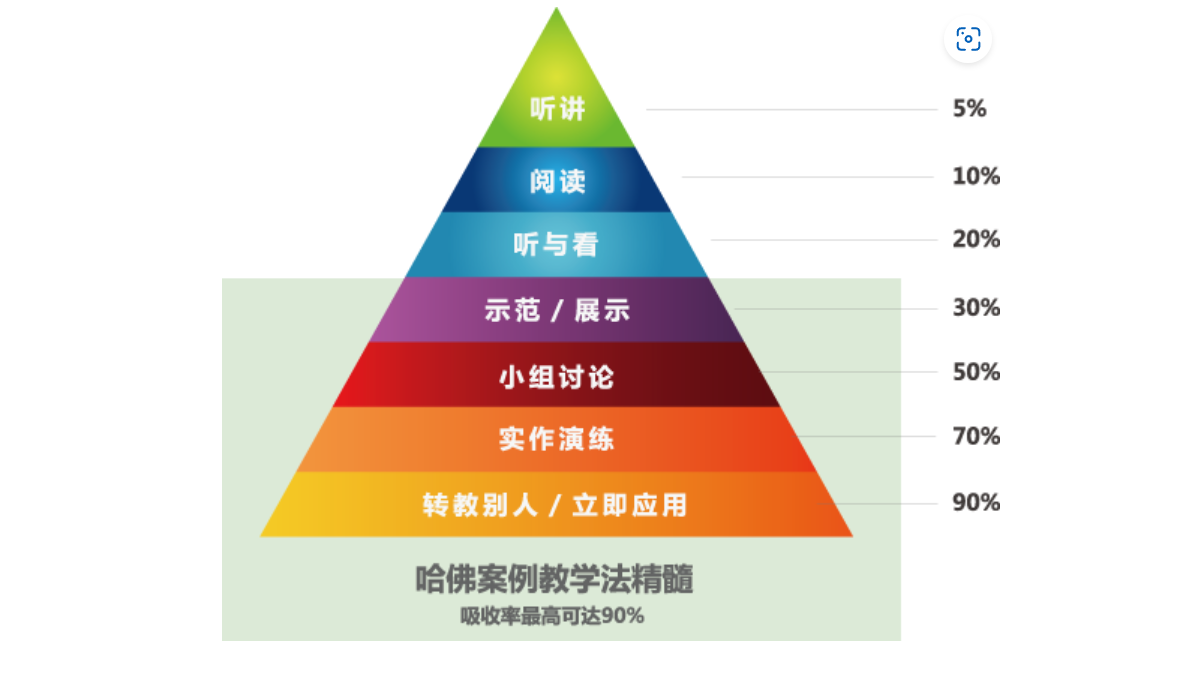 听讲
5%
阅读
10%
听与看
20%
示范 / 展示
30%
小组讨论
50%
实作演练
70%
转教别人 / 立即应用
90%
哈佛案例教学法精髓
吸收率最高可达90%